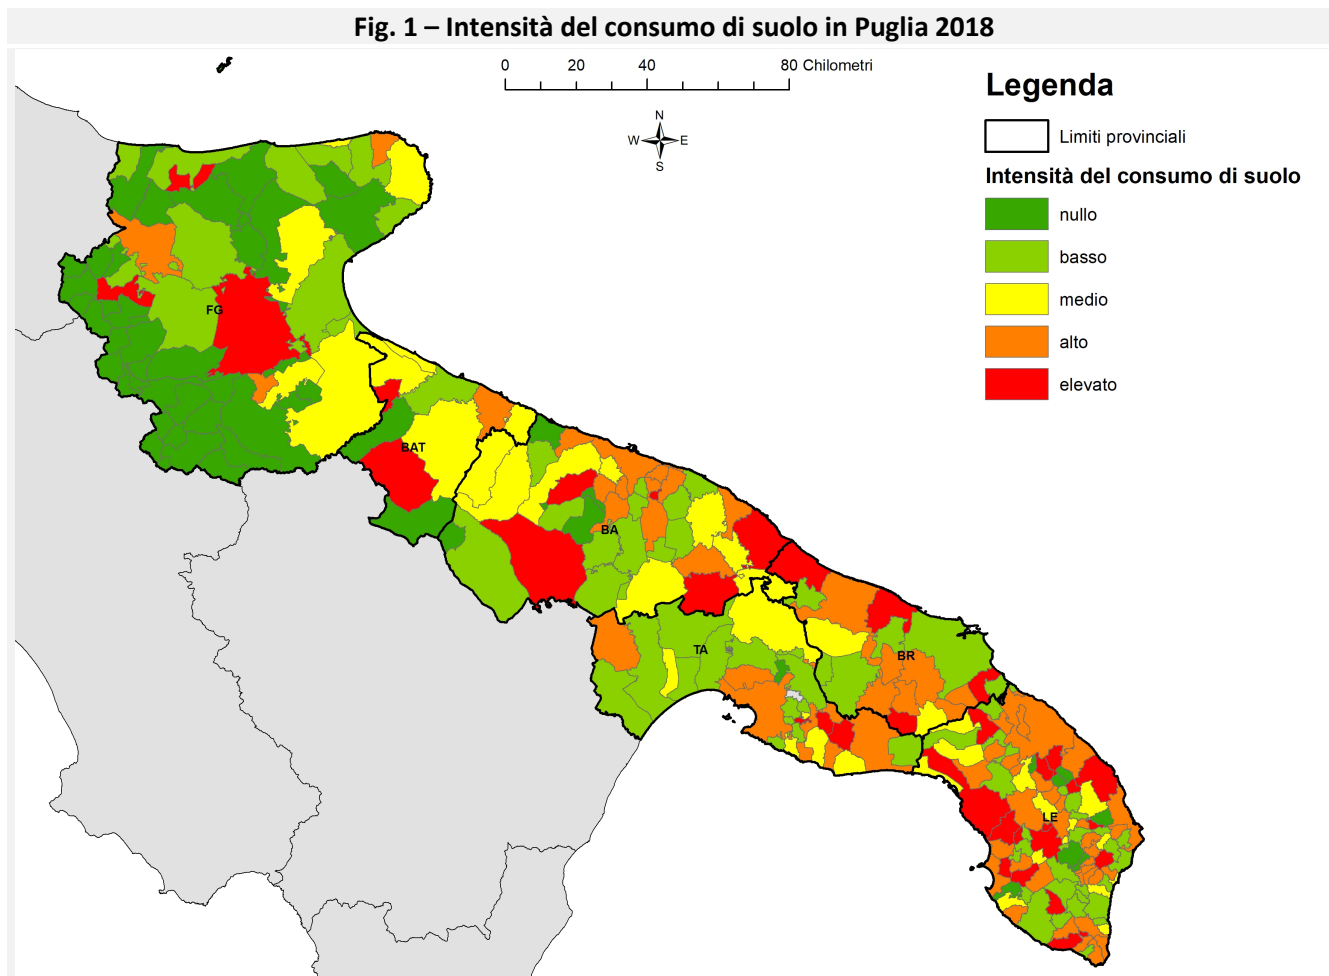 Fig. 1 – Intensità del consumo di suolo in Puglia 2018
0 20 40 80 Chilometri
N
W E
S
Legenda
Limiti provinciali
Intensità del consumo di suolo
nullo
basso
medio
alto
elevato
FG
BAT
BA
TA
BR
LE